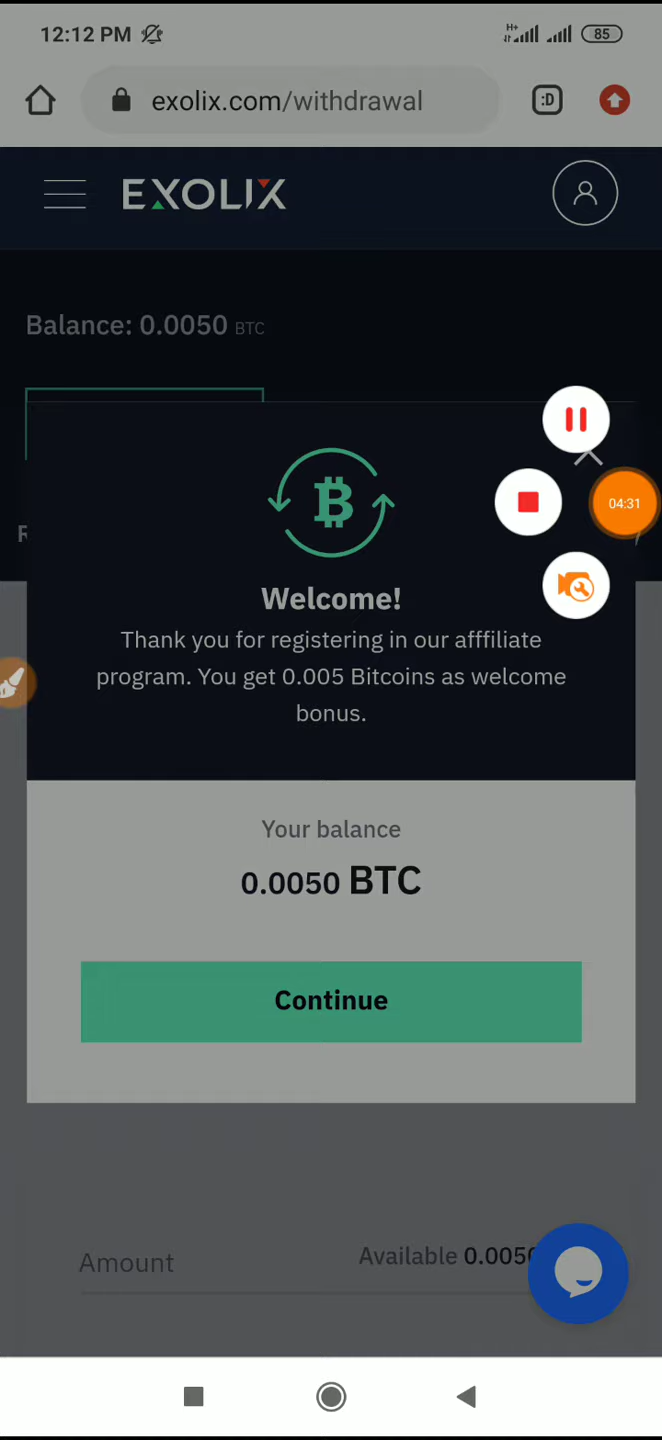 12:12 PM
H+
85
exolix.com/withdrawal
:D
EXOLIX
Balance: 0.0050 BTC
04:31
Welcome!
Thank you for registering in our afffiliate
program. You get 0.005 Bitcoins as welcome
bonus.
Your balance
0.0050 BTC
Continue
Amount
Available 0.0050